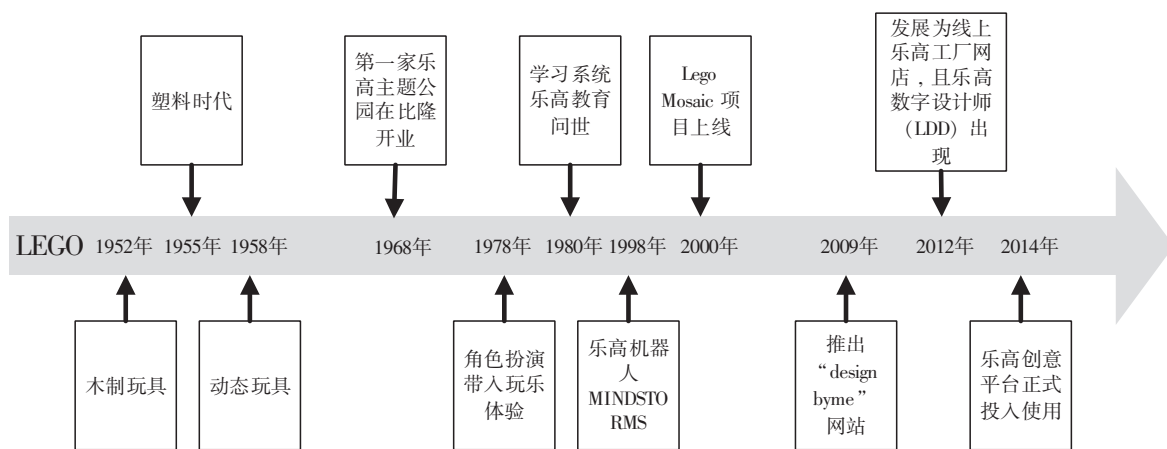 塑料时代
第一家乐
高主题公
园在比隆
开业
学习系统
乐高教育
问世
Lego
Mosaic 项
目上线
发展为线上
乐高工厂网
店，且乐高
数字设计师
(LDD) 出
现
LEGO 1952年 1955年 1958年 1968年 1978年 1980年 1998年 2000年 2009年 2012年 2014年
木制玩具
动态玩具
角色扮演
带入玩乐
体验
乐高机器
人
MINDSTO
RMS
推出
“design
byme”
网站
乐高创意
平台正式
投入使用